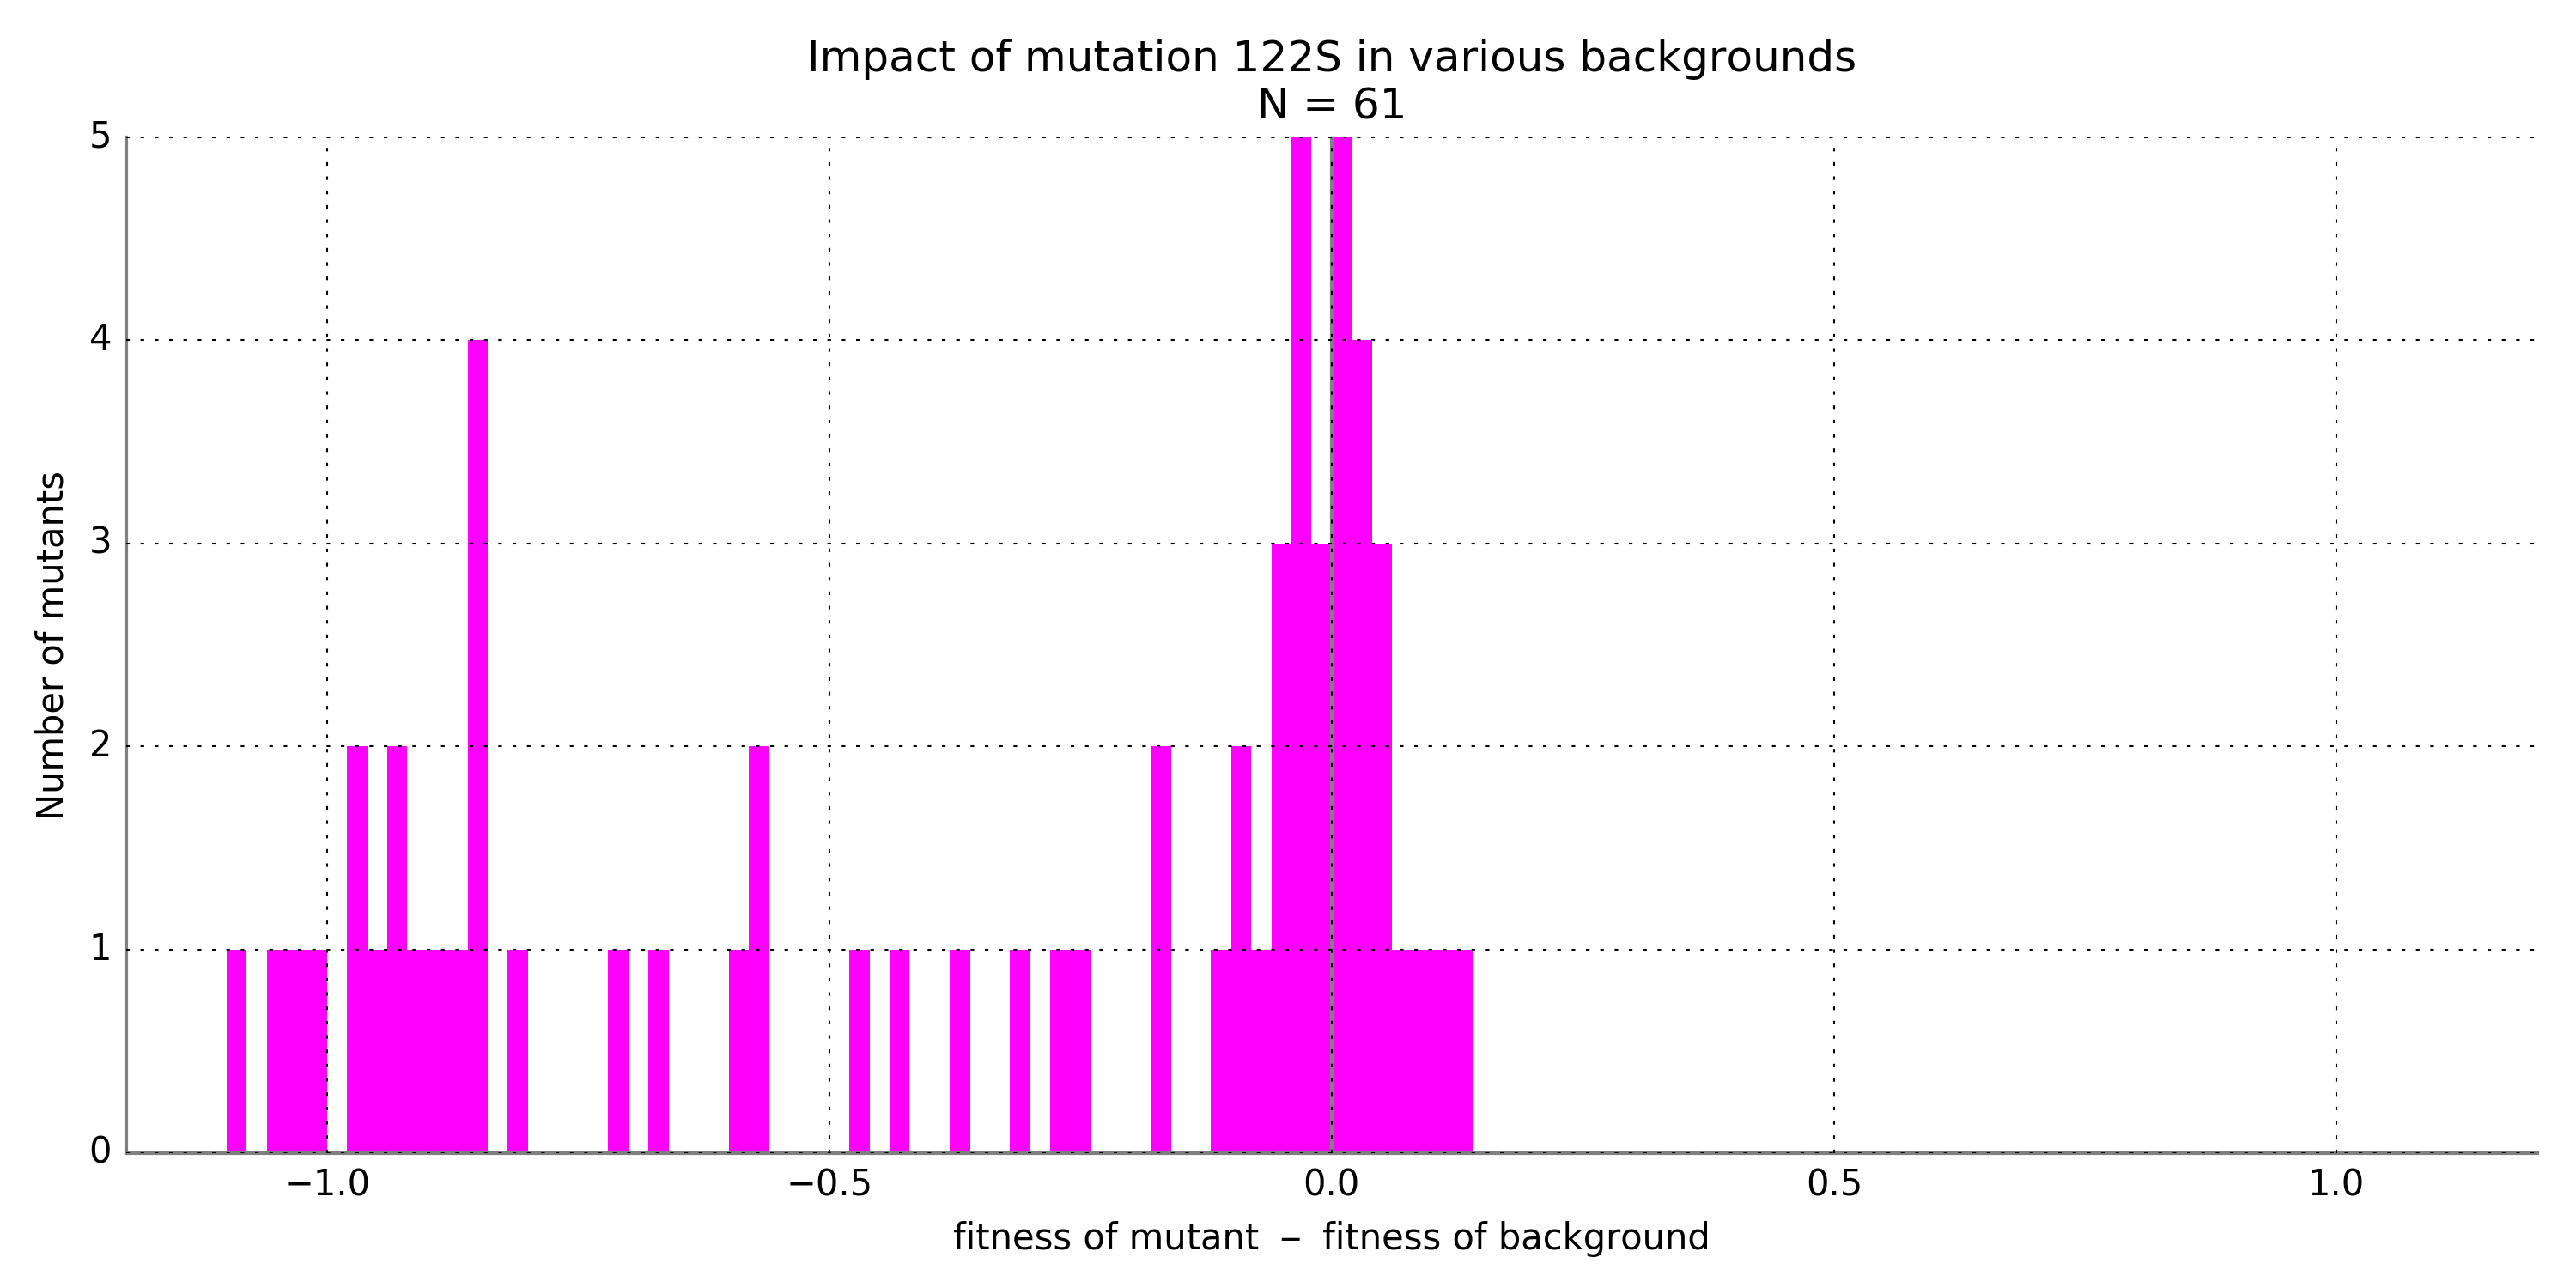 Impact of mutation 122S in various backgrounds
N = 61
5
4
3
2
1
0
Number of mutants
−1.0
−0.5
0.0
0.5
1.0
fitness of mutant – fitness of background